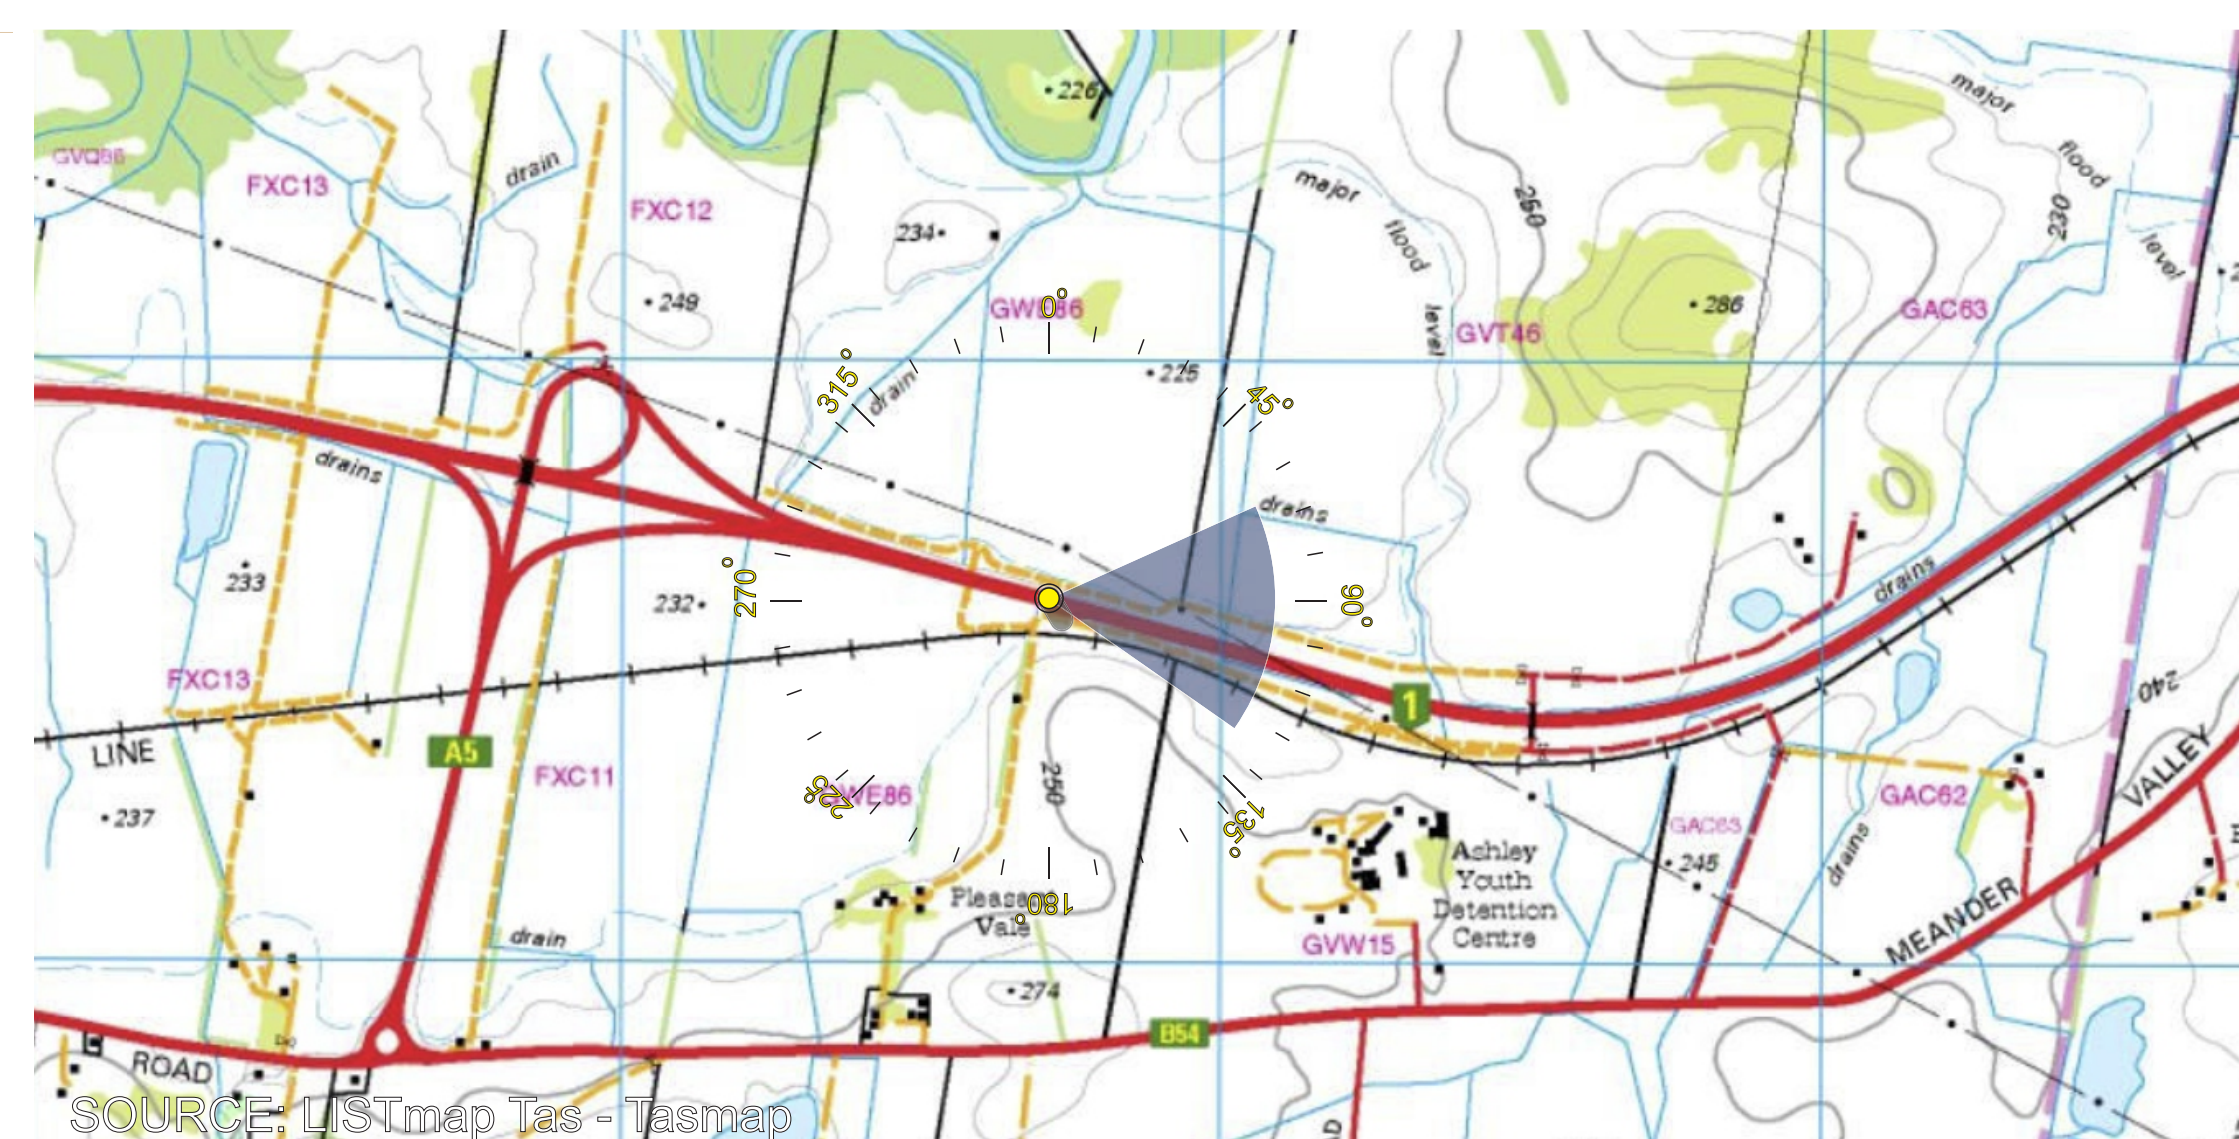 226
major
GVQ86
FXC13
drain
FXC12
major
flood
260
flood
230
level
234
flood
249
GWE86
0°
level
GVT46
286
GAC63
225
315°
drain
45°
drains
drains
233
270°
232
90°
drains
FXC13
240
1
LINE
A5
FXC11
250
225°
GWE86
135°
GAC62
VALLEY
237
GAC63
245
drains
Ashley
Youth
Detention
Centre
Pleasant
Vale
180°
drain
GVW15
MEANDER
274
B54
ROAD
SOURCE: LISTmap Tas - Tasmap